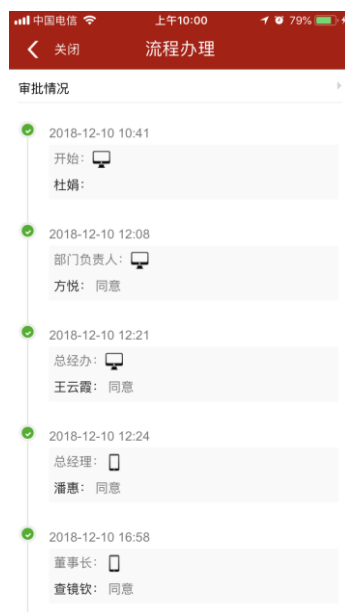 中国电信 上午10:00 79%
关闭 流程办理
审批情况
2018-12-10 10:41
开始：
杜娟：
2018-12-10 12:08
部门负责人：
方悦： 同意
2018-12-10 12:21
总经办：
王云霞： 同意
2018-12-10 12:24
总经理：
潘惠： 同意
2018-12-10 16:58
董事长：
查镜钦： 同意